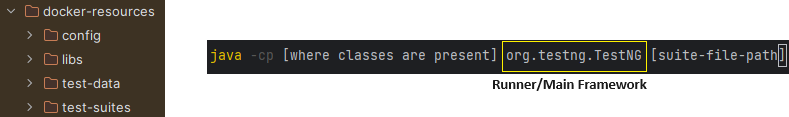 docker-resources
config
libs
test-data
test-suites
java -cp [where classes are present] org.testng.TestNG [suite-file-path]
Runner/Main Framework